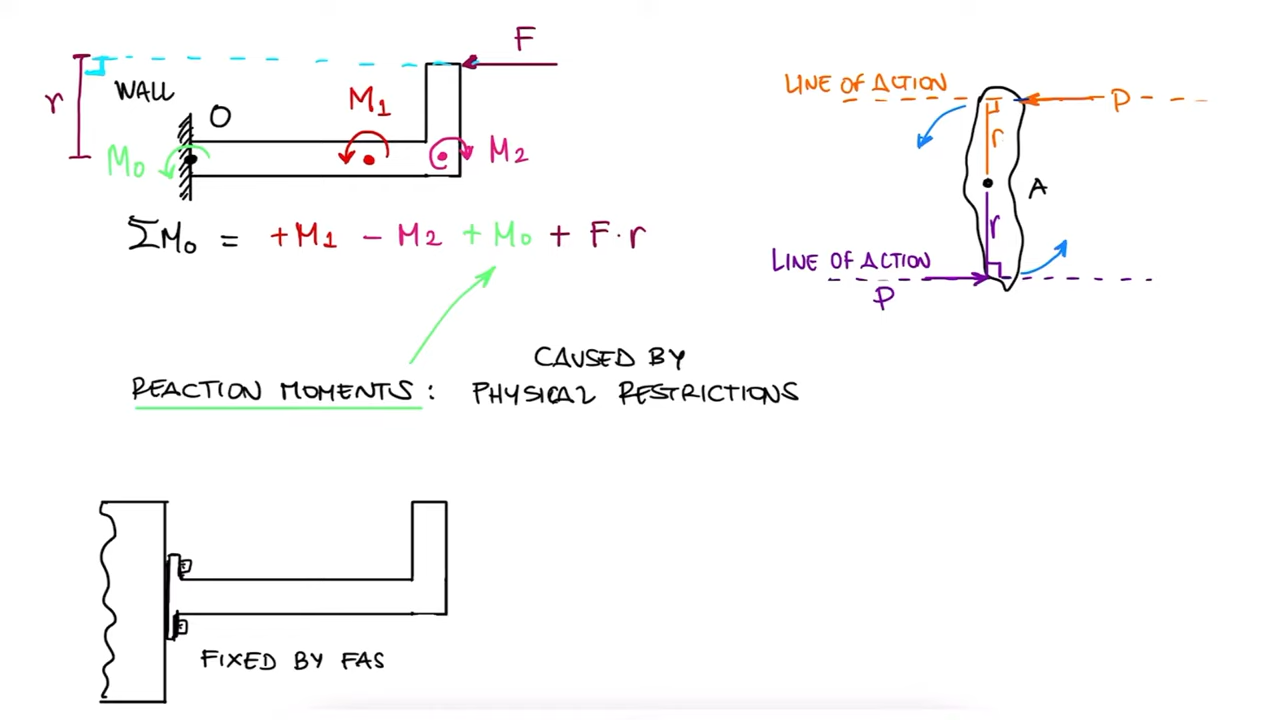 F
r
WALL
O
M1
M0
M2
ΣM0 = +M1 - M2 + M0 + F·r
REACTION MOMENTS: CAUSED BY
PHYSICAL RESTRICTIONS
FIXED BY FAS
LINE OF ACTION
P
r
A
r
LINE OF ACTION
P